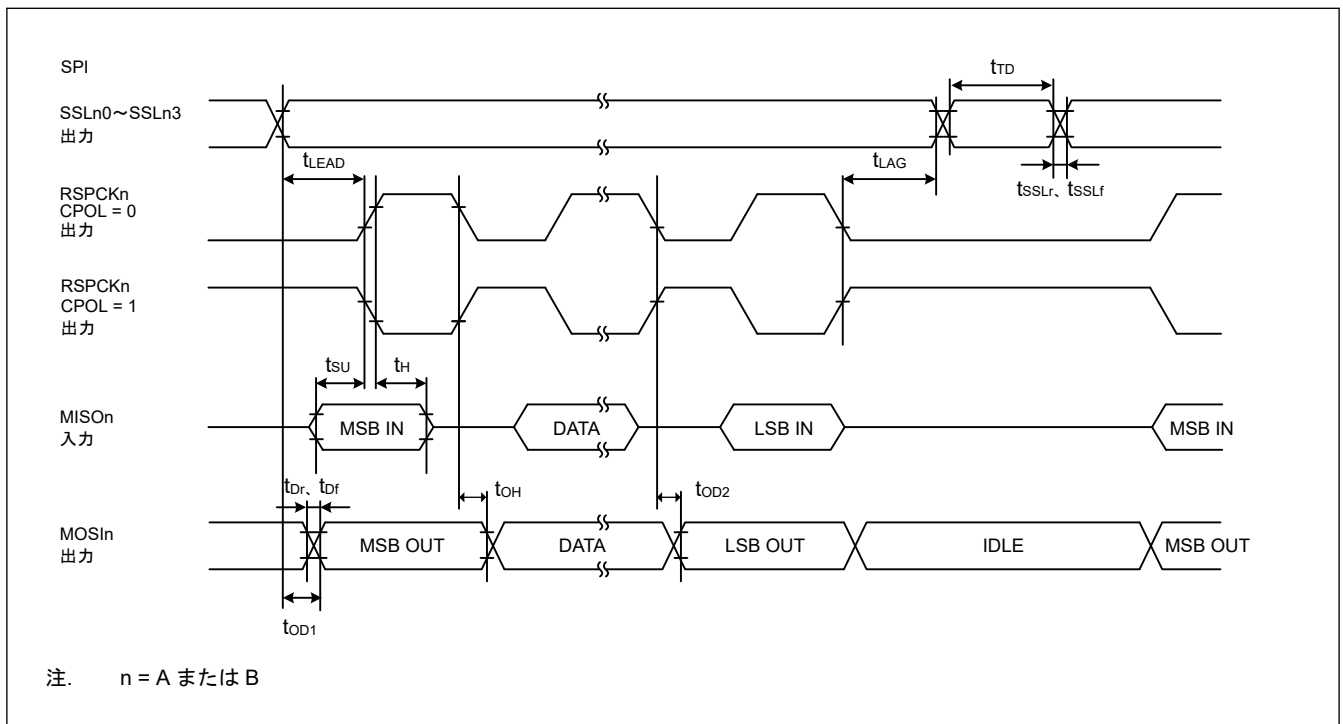 SPI
tTD
SSLn0～SSLn3
出力
tLEAD
tLAG
tSSLr、tSSLf
RSPCKn
CPOL = 0
出力
RSPCKn
CPOL = 1
出力
tSU
tH
MISOn
入力
MSB IN
DATA
LSB IN
MSB IN
tDr、tDf
tOH
tOD2
MOSIn
出力
MSB OUT
DATA
LSB OUT
IDLE
MSB OUT
tOD1
注. n = A または B